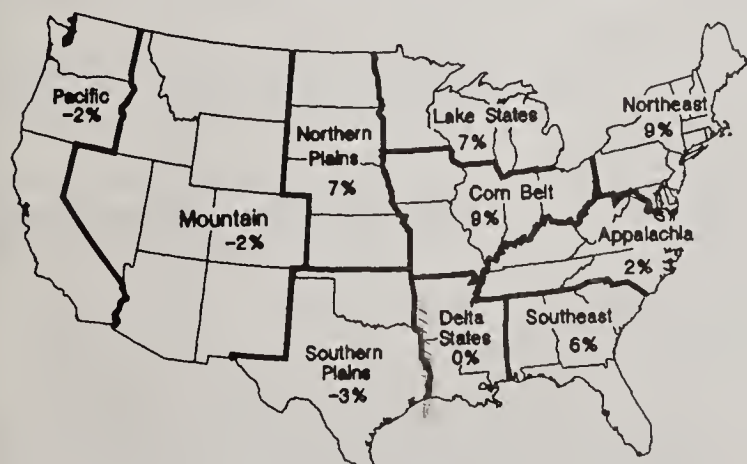 Pacific
-2%
Mountain
-2%
Northern
Plains
7%
Southern
Plains
-3%
Lake States
7%
Corn Belt
9%
Delta
States
0%
Northeast
9%
Appalachia
2%
Southeast
6%